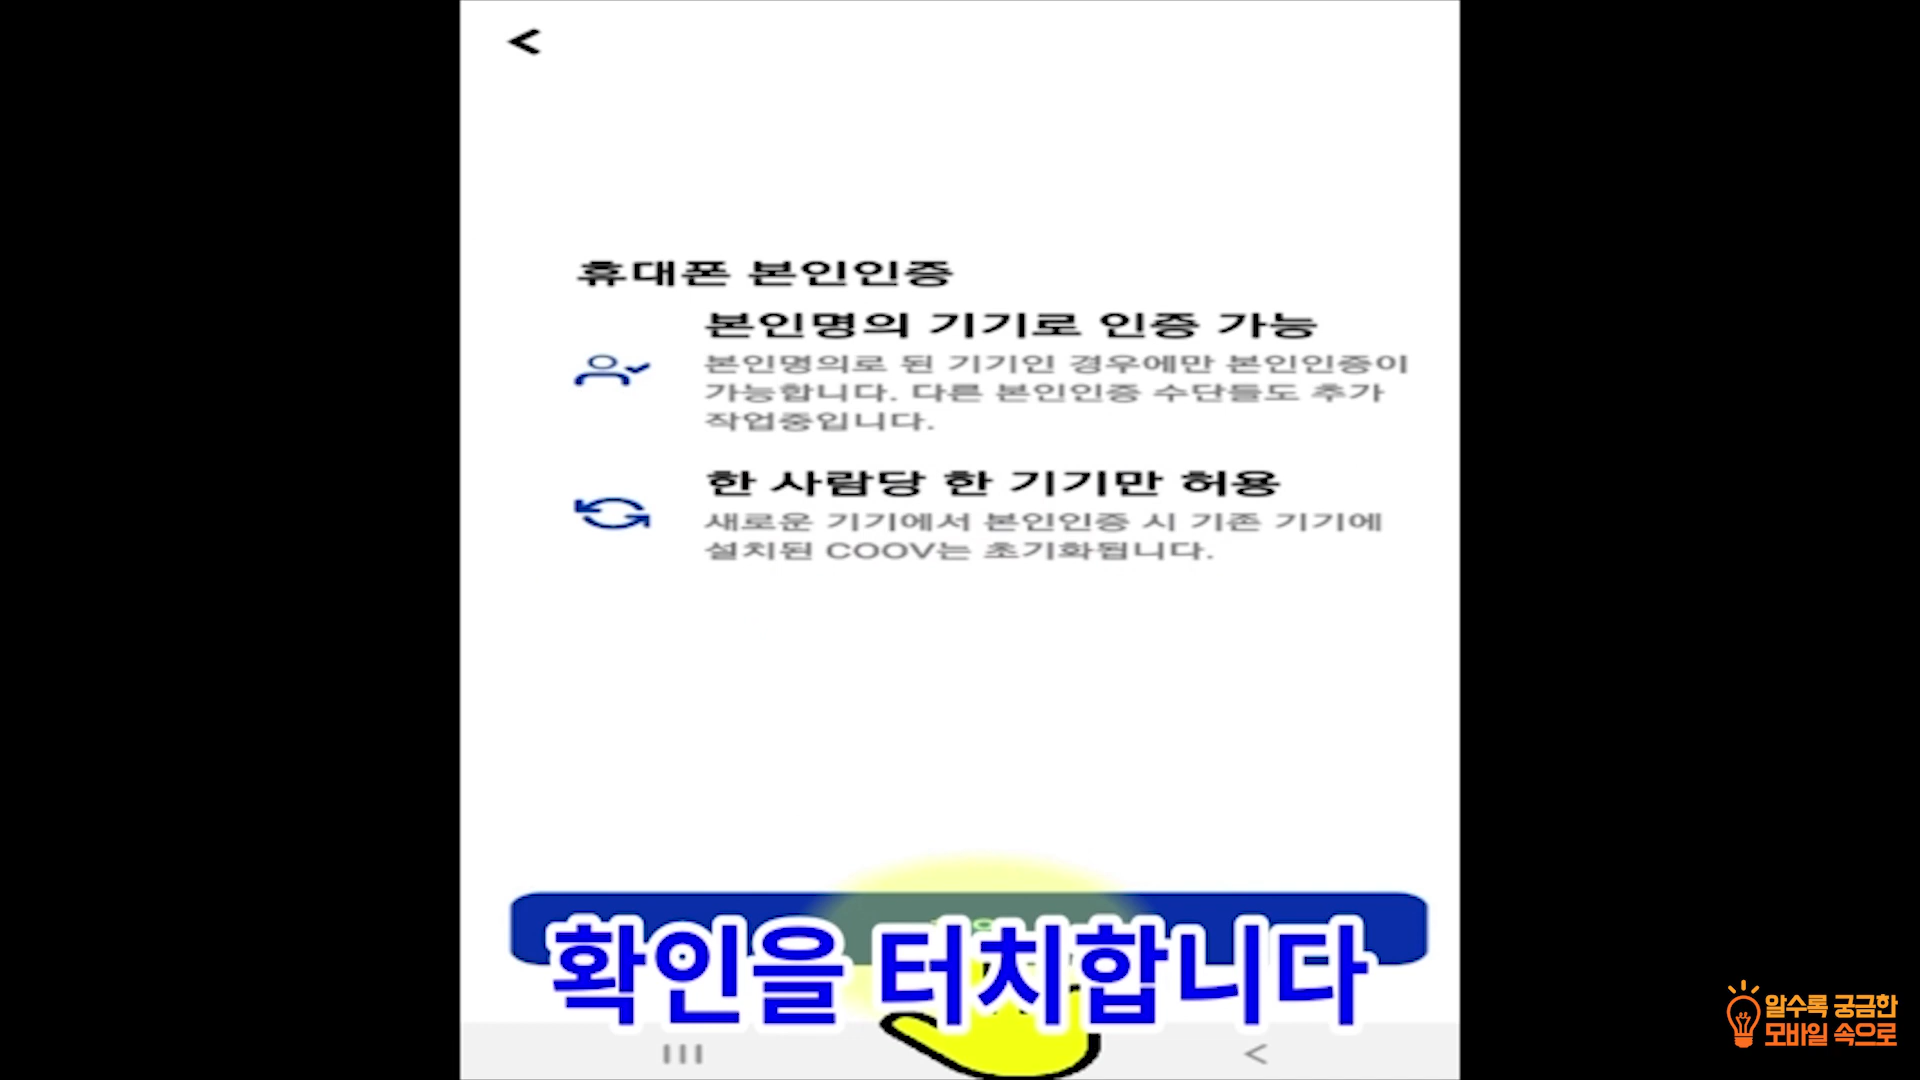 휴대폰 본인인증
본인명의 기기로 인증 가능
본인명의로 된 기기인 경우에만 본인인증이
가능합니다. 다른 본인인증 수단들도 추가
작업중입니다.
한 사람당 한 기기만 허용
새로운 기기에서 본인인증 시 기존 기기에
설치된 COOV는 초기화됩니다.
확인을 터치합니다
알수록 궁금한
모바일 속으로